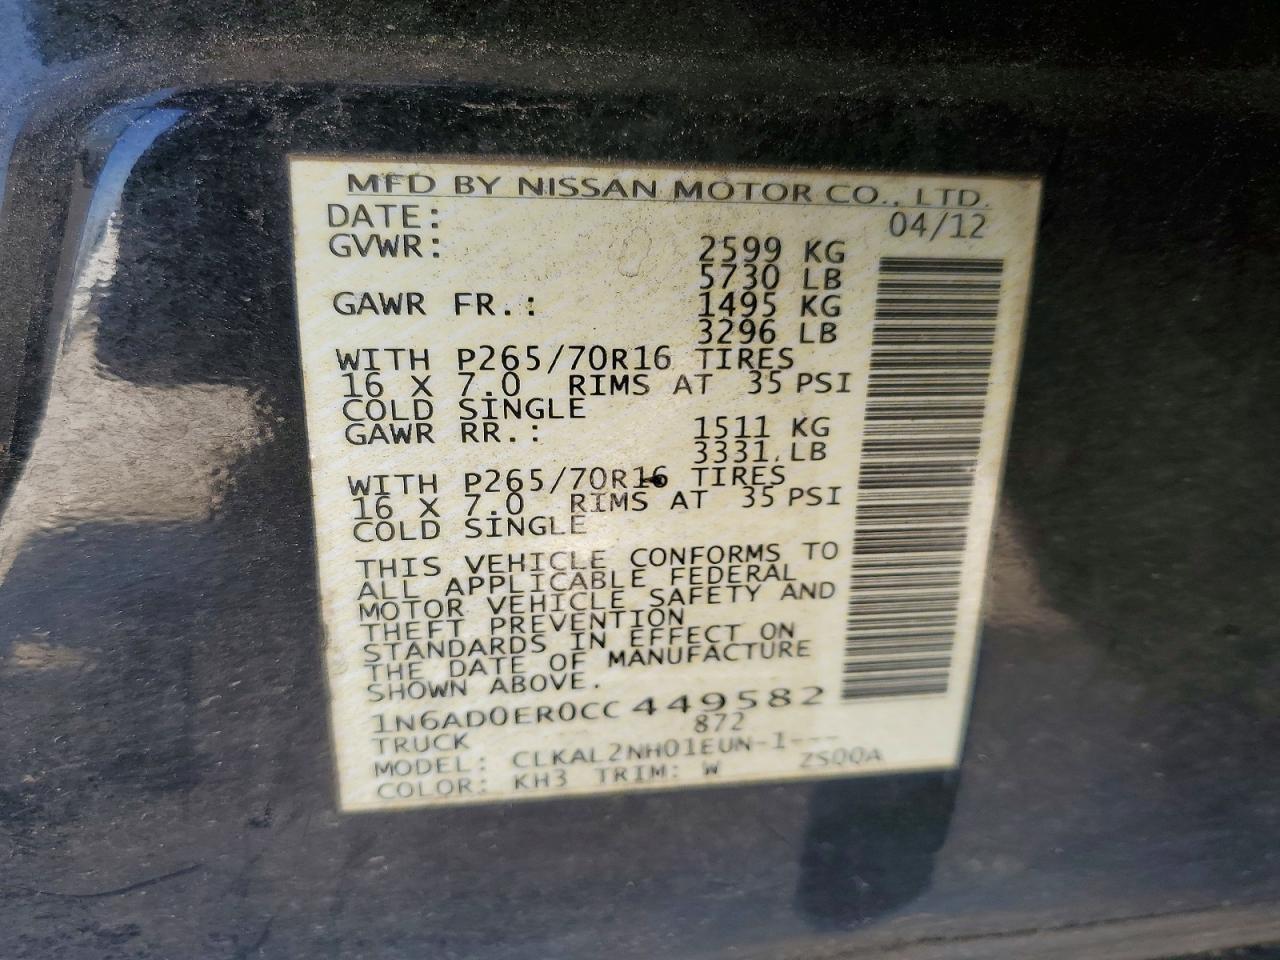 MFD BY NISSAN MOTOR CO., LTD.
DATE: 04/12
GVWR: 2599 KG
5730 LB
GAWR FR.: 1495 KG
3296 LB
WITH P265/70R16 TIRES
16 X 7.0 RIMS AT 35 PSI
COLD SINGLE
GAWR RR.: 1511 KG
3331 LB
WITH P265/70R16 TIRES
16 X 7.0 RIMS AT 35 PSI
COLD SINGLE
THIS VEHICLE CONFORMS TO
ALL APPLICABLE FEDERAL
MOTOR VEHICLE SAFETY AND
THEFT PREVENTION
STANDARDS IN EFFECT ON
THE DATE OF MANUFACTURE
SHOWN ABOVE.
1N6AD0ER0CC449582
TRUCK 872
MODEL: CLKAL2NH01EUN-1---
COLOR: KH3 TRIM: W ZS00A